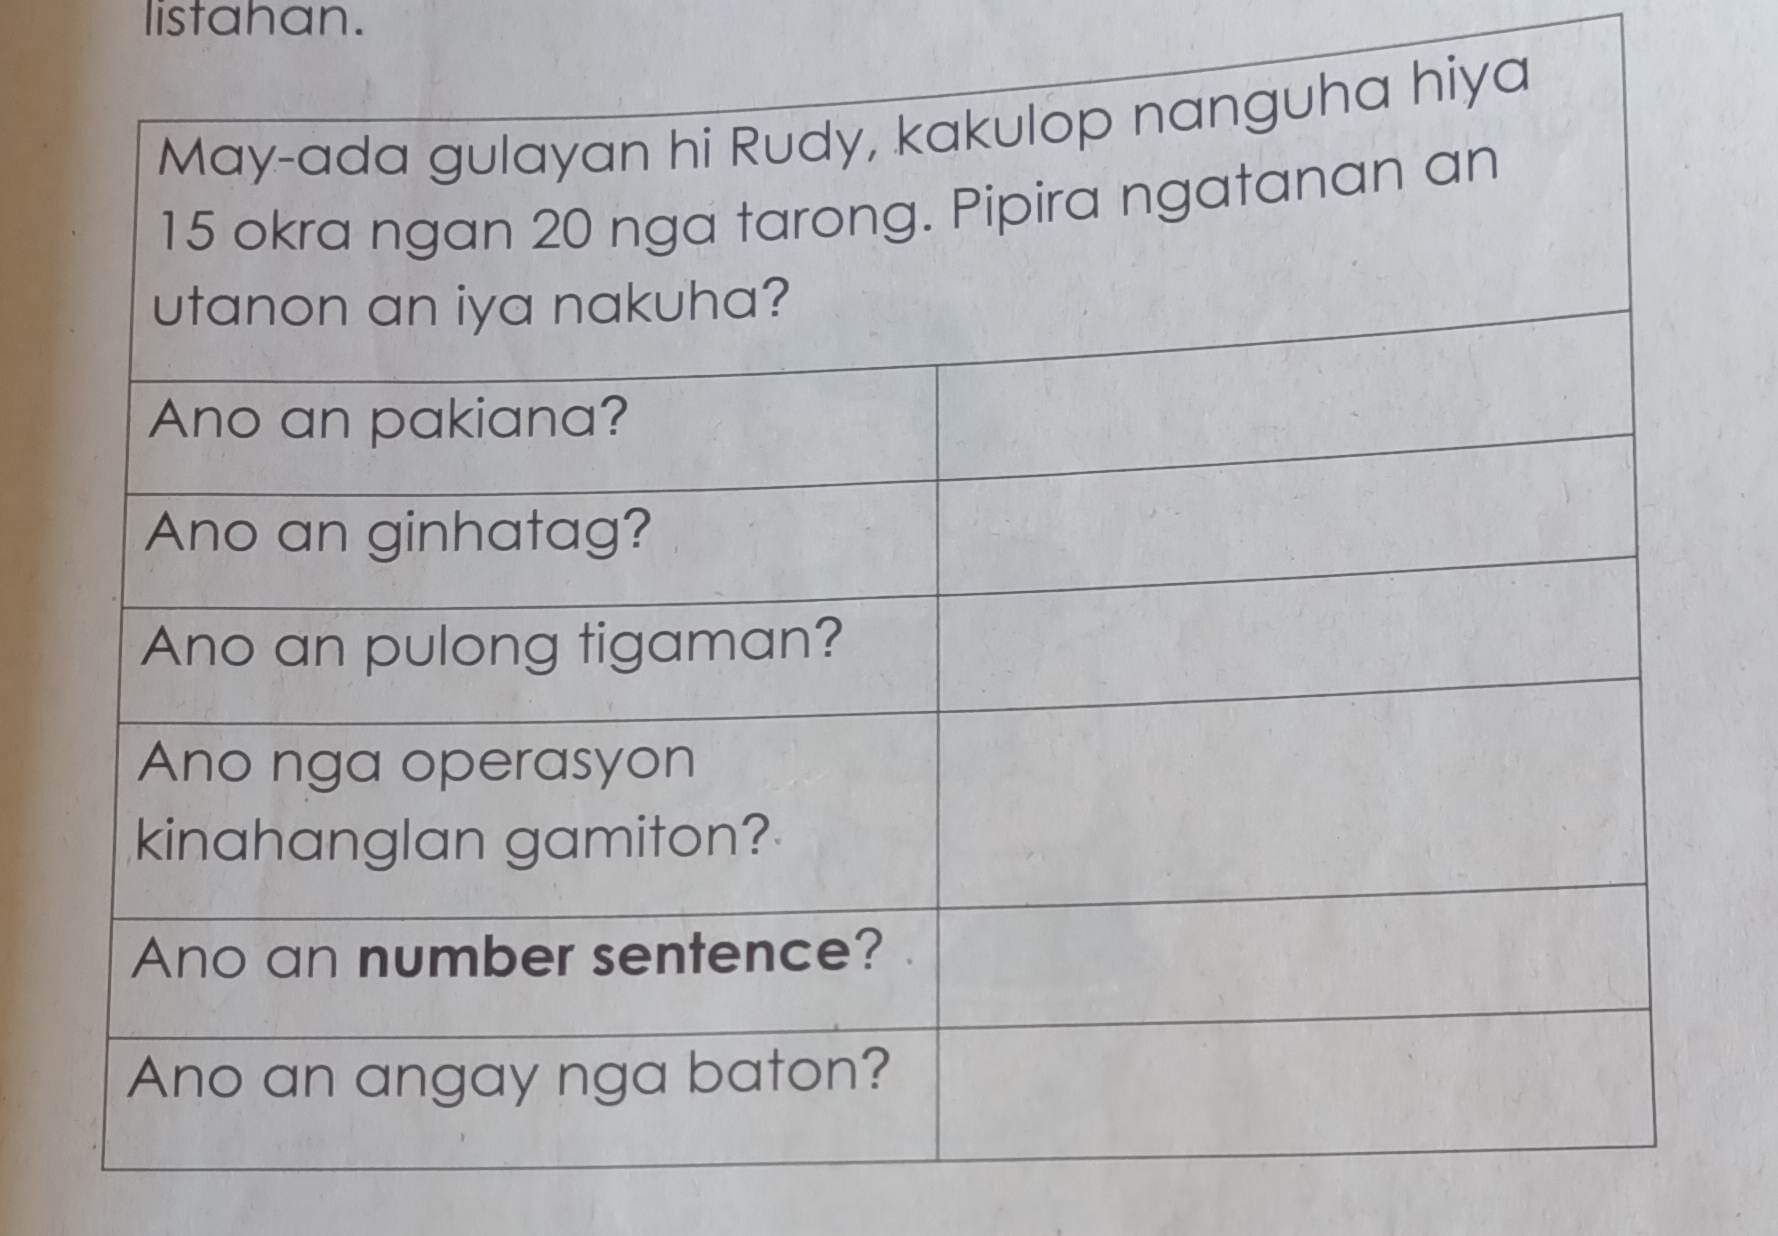 listahan.
May-ada gulayan hi Rudy, kakulop nanguha hiya
15 okra ngan 20 nga tarong. Pipira ngatanan an
utanon an iya nakuha?
Ano an pakiana?
Ano an ginhatag?
Ano an pulong tigaman?
Ano nga operasyon
kinahanglan gamiton?
Ano an number sentence?
Ano an angay nga baton?